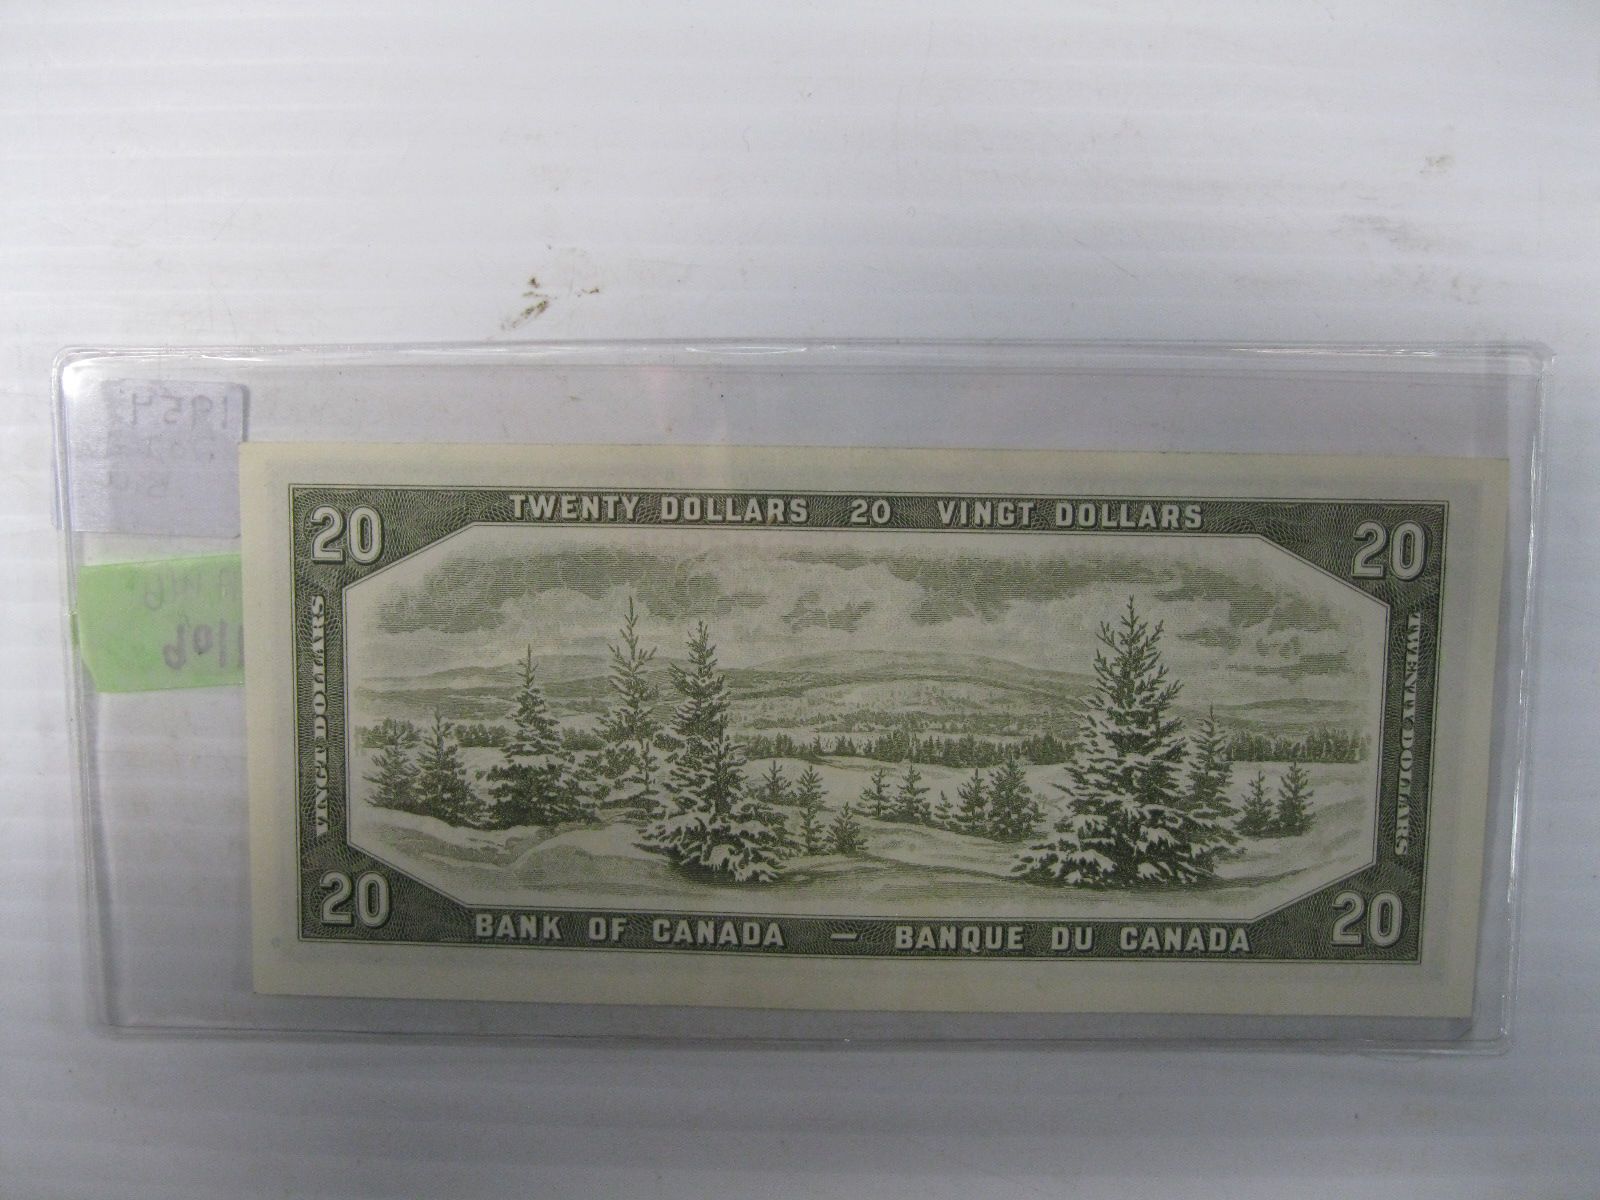 1954
TWENTY DOLLARS 20 VINGT DOLLARS
20
20
VINGT DOLLARS
TWENTY DOLLARS
20
20
BANK OF CANADA — BANQUE DU CANADA